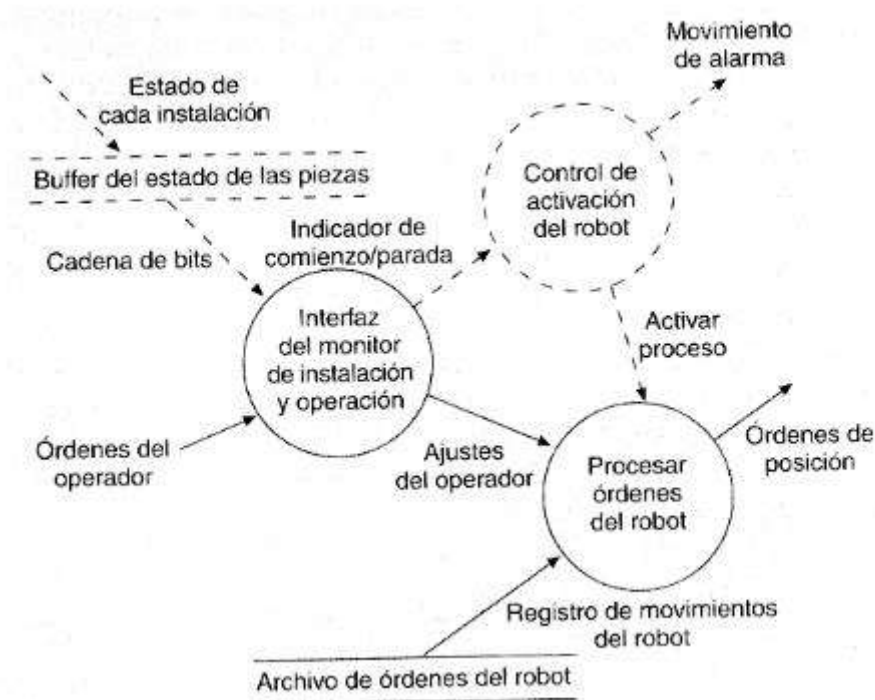 Movimiento
de alarma
Estado de
cada instalación
Buffer del estado de las piezas
Control de
activación
del robot
Indicador de
comienzo/parada
Cadena de bits
Interfaz
del monitor
de instalación
y operación
Activar
proceso
Órdenes del
operador
Ajustes
del operador
Procesar
órdenes
del robot
Órdenes de
posición
Registro de movimientos
del robot
Archivo de órdenes del robot